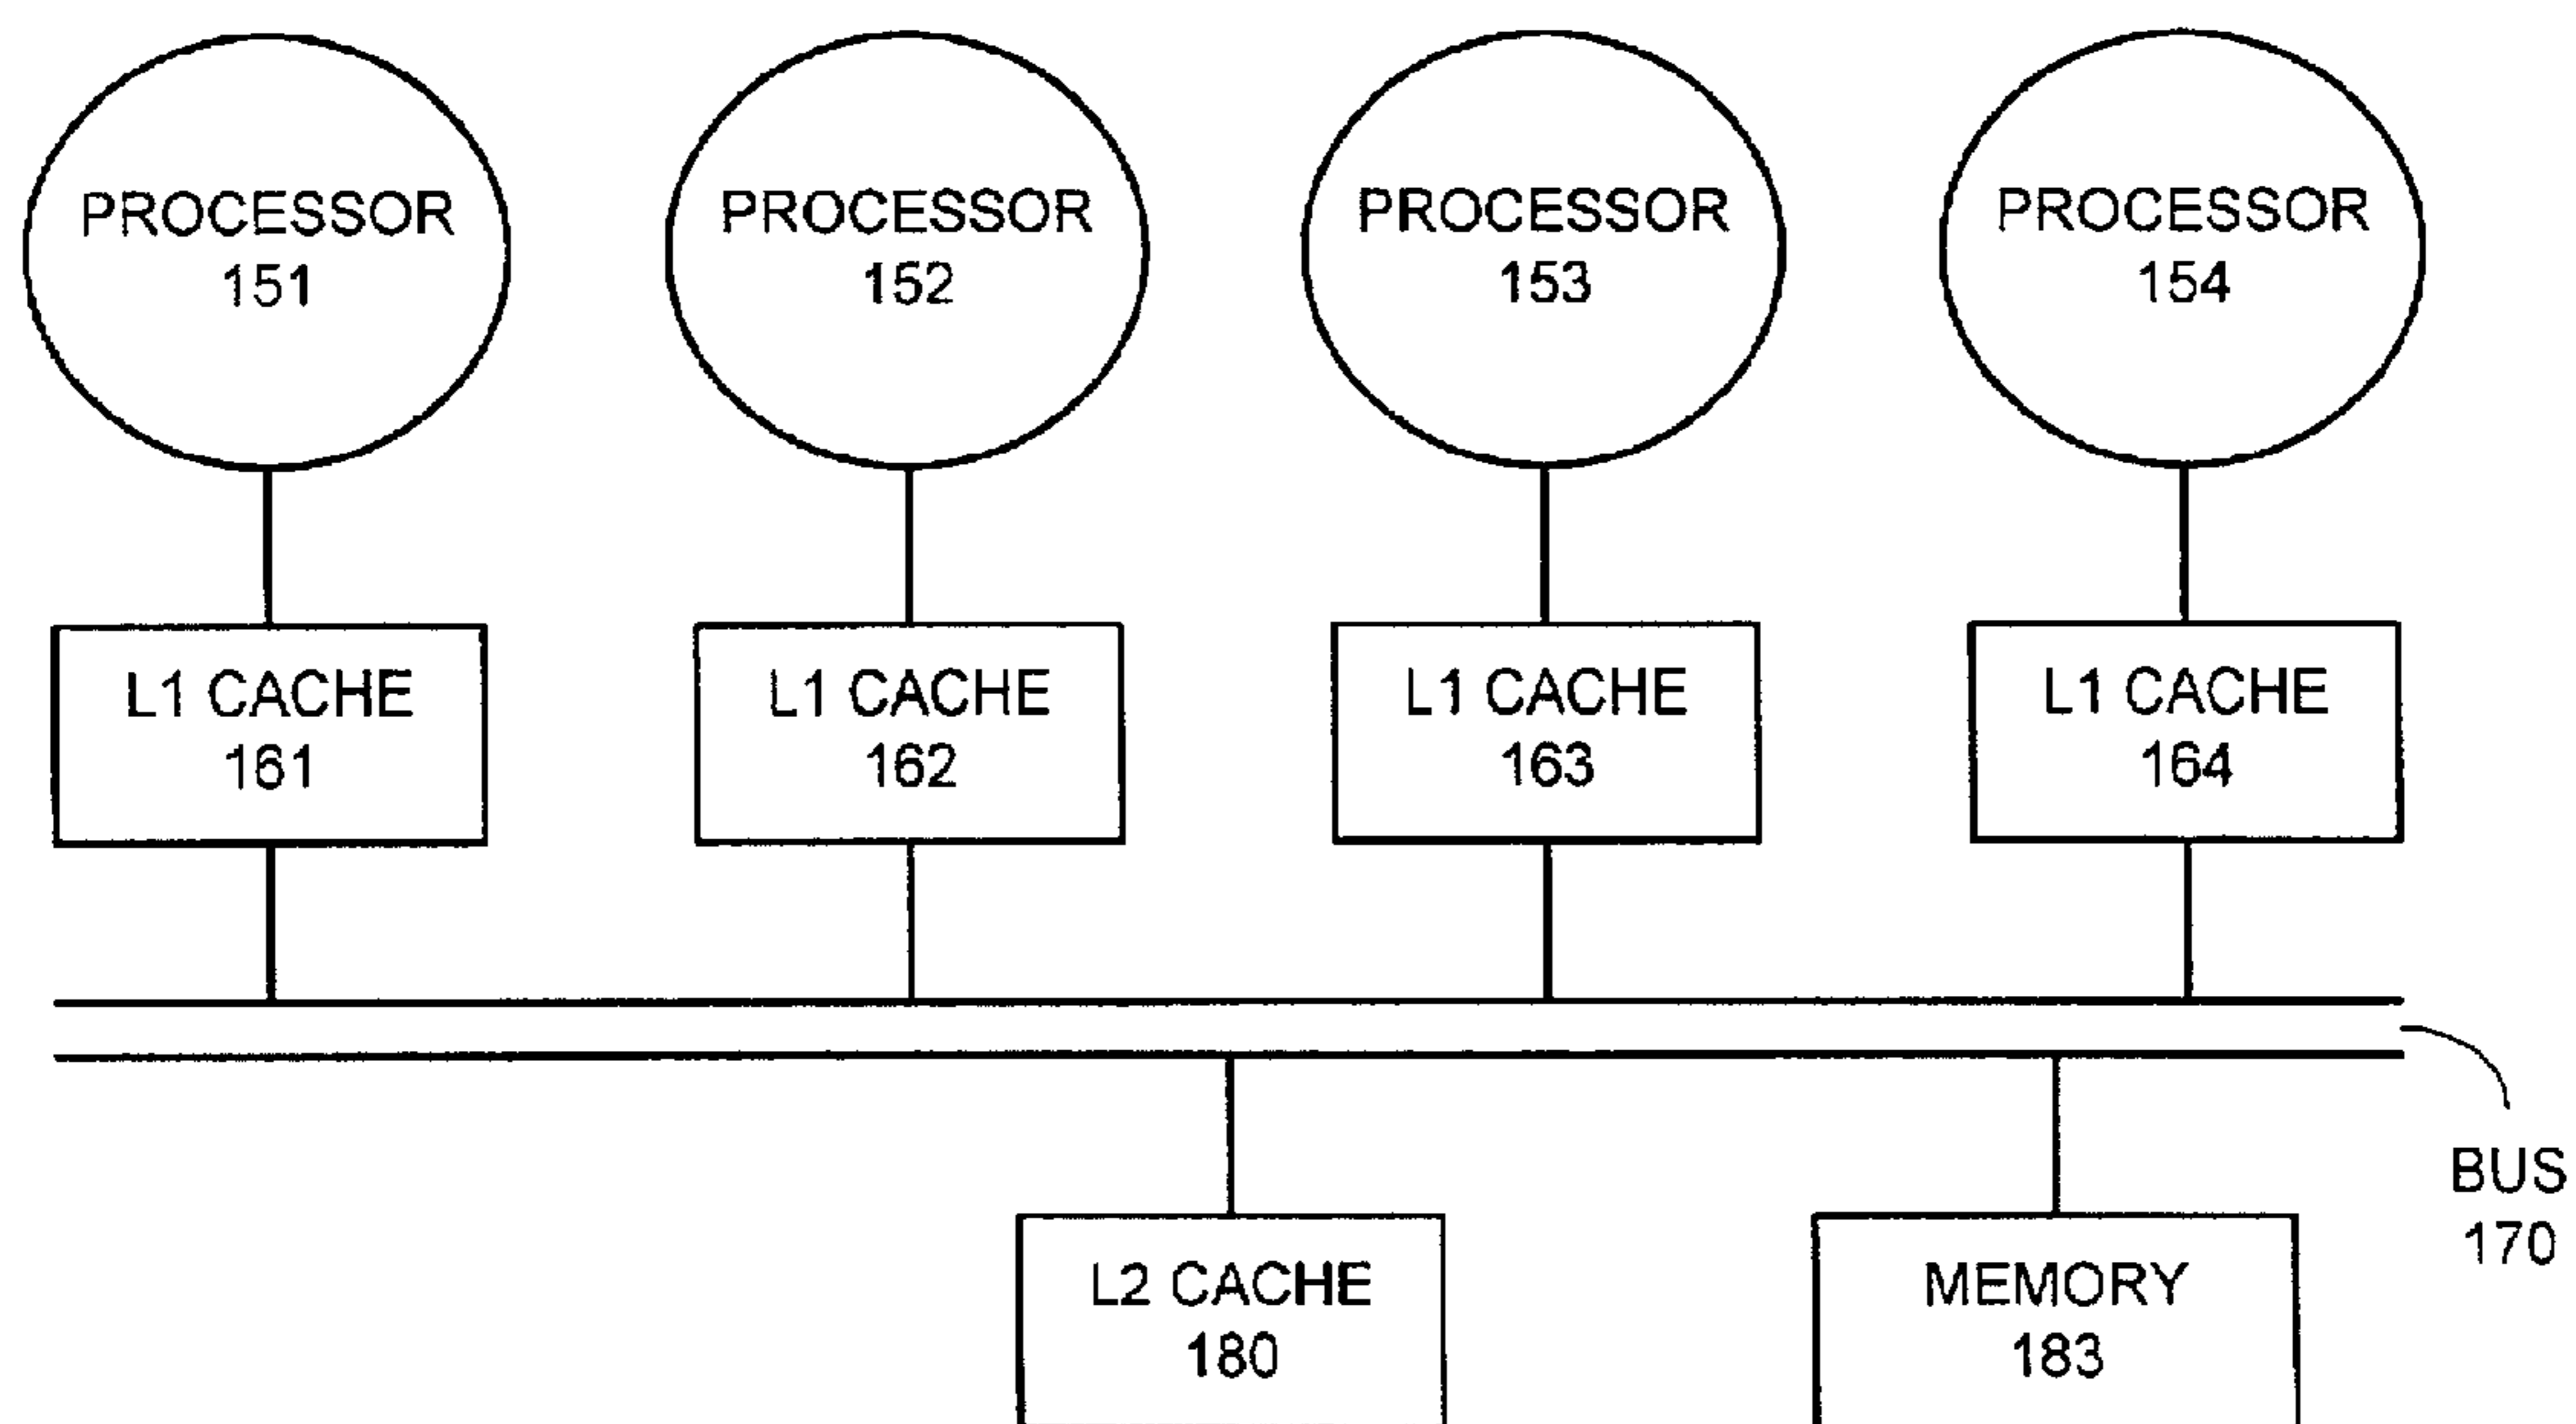 PROCESSOR
151
PROCESSOR
152
PROCESSOR
153
PROCESSOR
154
L1 CACHE
161
L1 CACHE
162
L1 CACHE
163
L1 CACHE
164
BUS
170
L2 CACHE
180
MEMORY
183